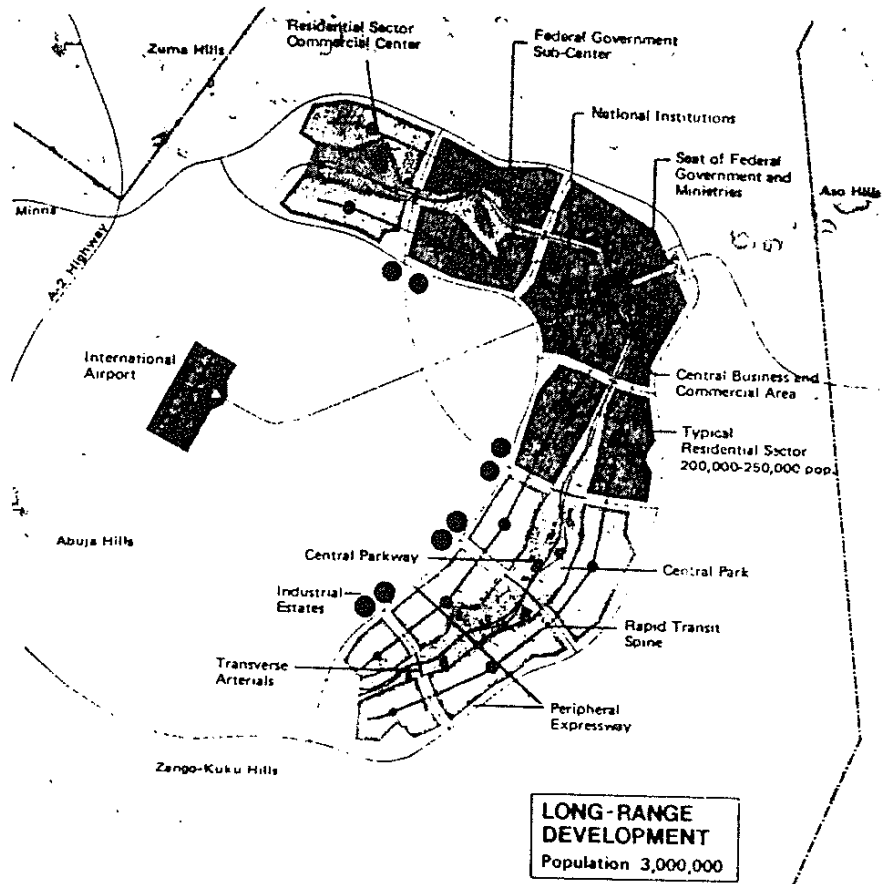 Residential Sector
Commercial Center
Federal Government
Sub-Center
Zuma Hills
National Institutions
Seat of Federal
Government and
Ministries
Aso Hills
Minna
A-2 Highway
International
Airport
Central Business and
Commercial Area
Typical
Residential Sector
200,000-250,000 pop.
Abuja Hills
Central Parkway
Central Park
Industrial
Estates
Rapid Transit
Spine
Transverse
Arterials
Peripheral
Expressway
Zango-Kuku Hills
LONG-RANGE
DEVELOPMENT
Population 3,000,000